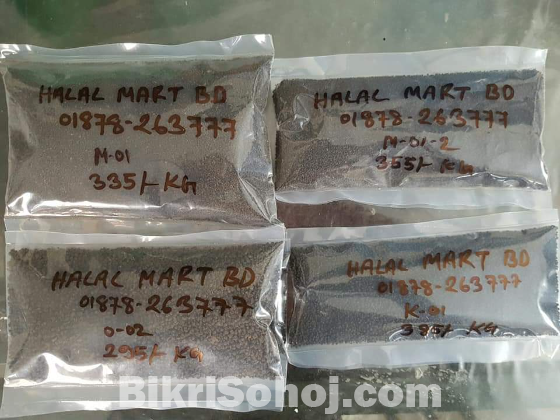 HALAL MART BD
01878-263777
M-01
335/- KG
HALAL MART BD
01878-263777
M-01-2
355/- KG
HALAL MART BD
01878-263777
O-02
295/- KG
HALAL MART BD
01878-263777
K-01
385/- KG
BikriSohoj.com